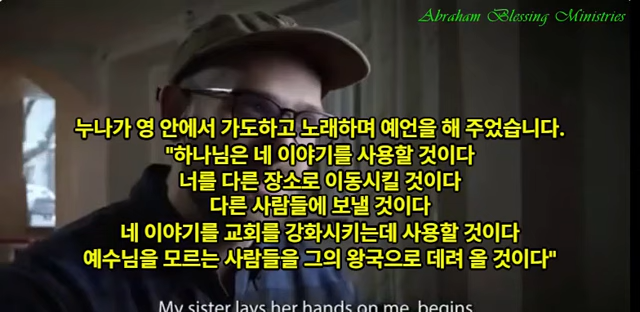 Abraham Blessing Ministries
누나가 영 안에서 가도하고 노래하며 예언을 해 주었습니다.
"하나님은 네 이야기를 사용할 것이다
너를 다른 장소로 이동시킬 것이다
다른 사람들에 보낼 것이다
네 이야기를 교회를 강화시키는데 사용할 것이다
예수님을 모르는 사람들을 그의 왕국으로 데려 올 것이다"
My sister lays her hands on me, begins